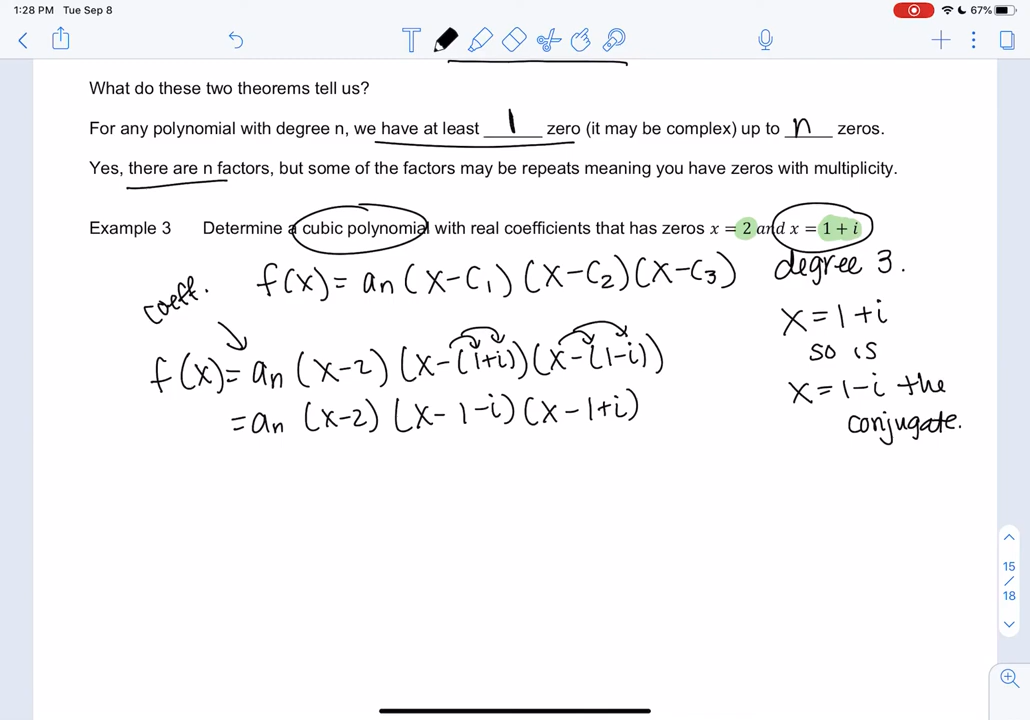 1:28 PM Tue Sep 8 67%
What do these two theorems tell us?
For any polynomial with degree n, we have at least 1 zero (it may be complex) up to n zeros.
Yes, there are n factors, but some of the factors may be repeats meaning you have zeros with multiplicity.
Example 3 Determine a cubic polynomial with real coefficients that has zeros x = 2 and x = 1 + i
f(x) = an (x-c₁) (x-c₂)(x-c₃) degree 3.
coeff.
x = 1+i
so is
f(x) = an (x-2) (x-(1+i))(x-(1-i))
x = 1-i the
= an (x-2) (x-1-i)(x-1+i)
conjugate.
15
/
18